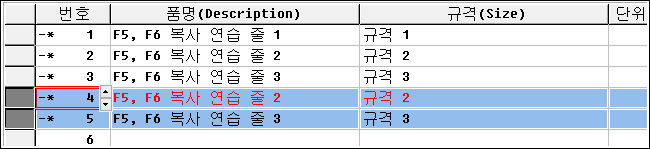 번호 품명(Description) 규격(Size) 단위
-* 1 F5, F6 복사 연습 줄 1 규격 1
-* 2 F5, F6 복사 연습 줄 2 규격 2
-* 3 F5, F6 복사 연습 줄 3 규격 3
-* 4 F5, F6 복사 연습 줄 2 규격 2
-* 5 F5, F6 복사 연습 줄 3 규격 3
6